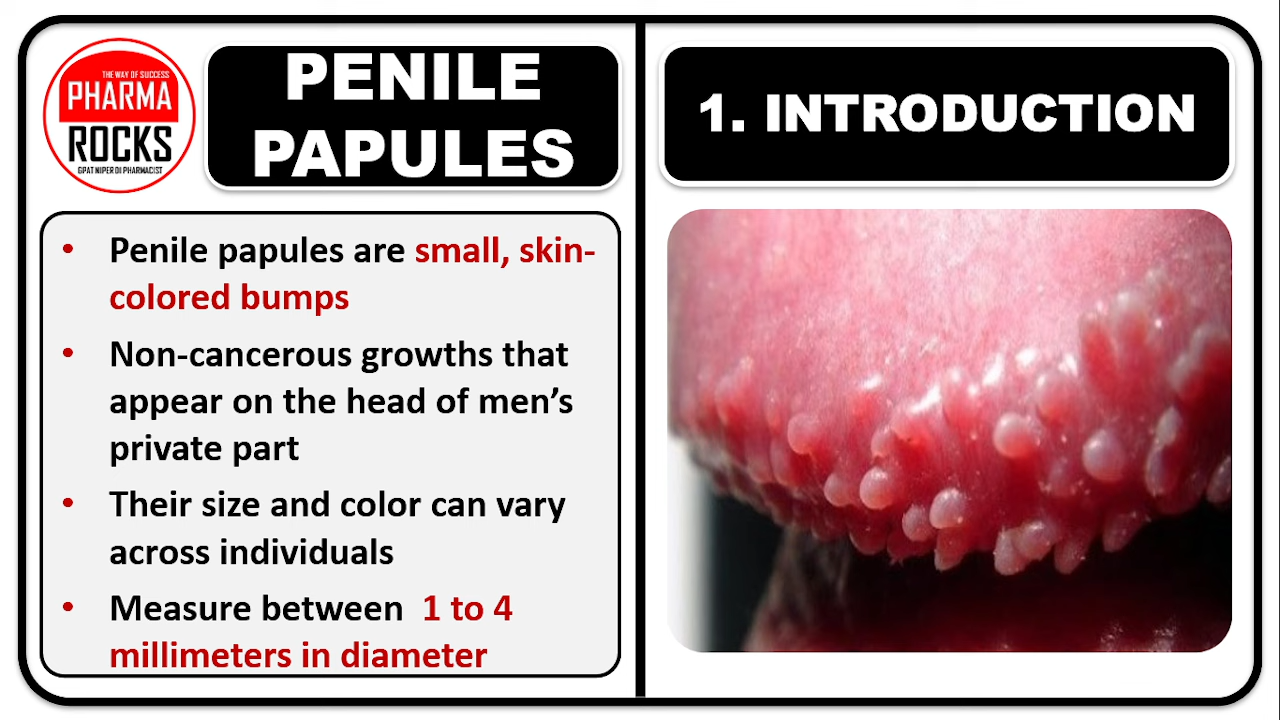 THE WAY OF SUCCESS
PHARMA
ROCKS
GPAT NIPER DI PHARMACIST
PENILE
PAPULES
• Penile papules are small, skin-
colored bumps
• Non-cancerous growths that
appear on the head of men’s
private part
• Their size and color can vary
across individuals
• Measure between 1 to 4
millimeters in diameter
1. INTRODUCTION